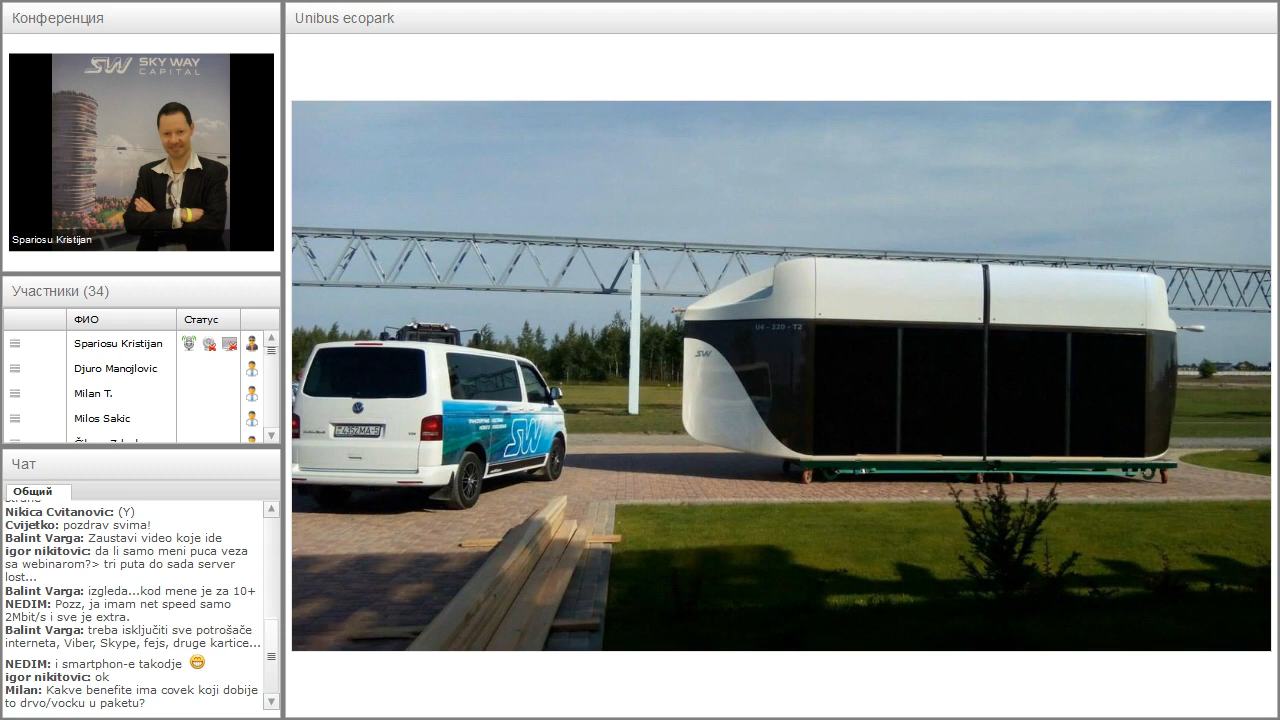 Конференция
SW SKY WAY
CAPITAL
Spariosu Kristijan
Участники (34)
ФИО
Статус
Spariosu Kristijan
Djuro Manojlovic
Milan T.
Milos Sakic
Чат
Общий
Nikica Cvitanovic: (Y)
Cvijetko: pozdrav svima!
Balint Varga: Zaustavi video koje ide
igor nikitovic: da li samo meni puca veza
sa webinarom?> tri puta do sada server
lost...
Balint Varga: izgleda...kod mene je za 10+
NEDIM: Pozz, ja imam net speed samo
2Mbit/s i sve je extra.
Balint Varga: treba isključiti sve potrošače
interneta, Viber, Skype, fejs, druge kartice...
NEDIM: i smartphon-e takodje
igor nikitovic: ok
Milan: Kakve benefite ima covek koji dobije
to drvo/vocku u paketu?
Unibus ecopark
U4 - 220 - T2
SW
4352MA-5
SW